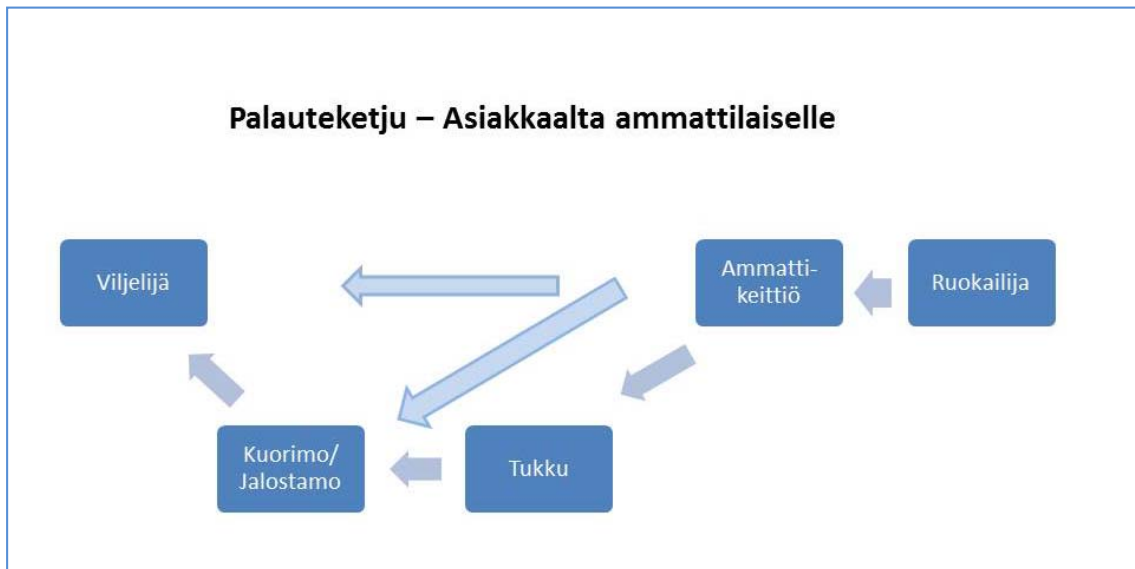 Palauteketju – Asiakkaalta ammattilaiselle
Viljelijä
Ammatti-
keittiö
Ruokailija
Kuorimo/
Jalostamo
Tukku